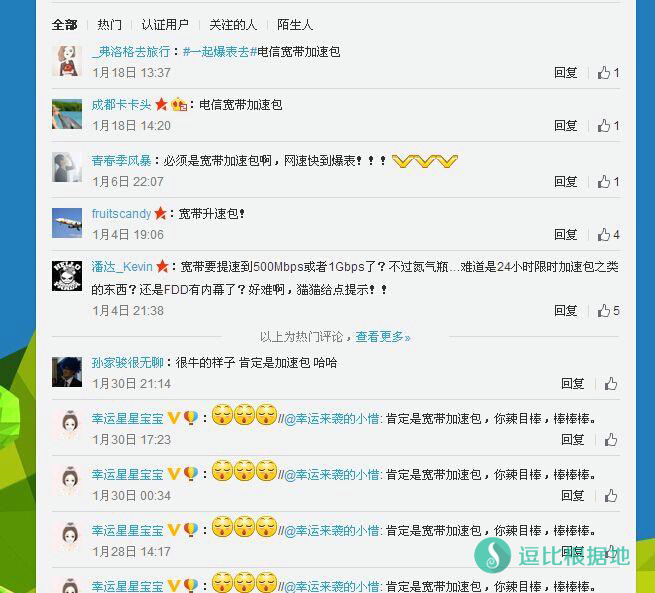 全部 热门 认证用户 关注的人 陌生人
_弗洛格去旅行：#一起爆表去#电信宽带加速包
1月18日 13:37 回复 1
成都卡卡头：电信宽带加速包
1月18日 14:20 回复 1
青春季风暴：必须是宽带加速包啊，网速快到爆表！！！
1月6日 22:07 回复 1
fruitscandy：宽带升速包！
1月4日 19:06 回复 4
潘达_Kevin：宽带要提速到500Mbps或者1Gbps了？不过氮气瓶...难道是24小时限时加速包之类
的东西？还是FDD有内幕了？好难啊，猫猫给点提示！！
1月4日 21:38 回复 5
以上为热门评论，查看更多»
孙家骏很无聊：很牛的样子 肯定是加速包 哈哈
1月30日 21:14 回复
幸运星星宝宝：//@幸运来袭的小惜: 肯定是宽带加速包，你辣目棒，棒棒棒。
1月30日 17:23 回复
幸运星星宝宝：//@幸运来袭的小惜: 肯定是宽带加速包，你辣目棒，棒棒棒。
1月30日 00:34 回复
幸运星星宝宝：//@幸运来袭的小惜: 肯定是宽带加速包，你辣目棒，棒棒棒。
1月28日 14:17 回复
逗比根据地
幸运星星宝宝：//@幸运来袭的小惜: 肯定是宽带加速包，你辣目棒，棒棒棒。